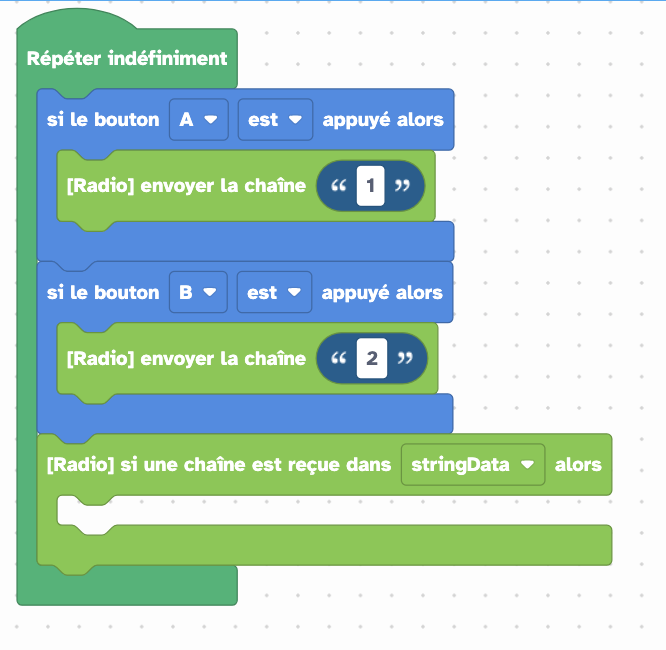 Répéter indéfiniment
si le bouton A est appuyé alors
[Radio] envoyer la chaîne “ 1 ”
si le bouton B est appuyé alors
[Radio] envoyer la chaîne “ 2 ”
[Radio] si une chaîne est reçue dans stringData alors